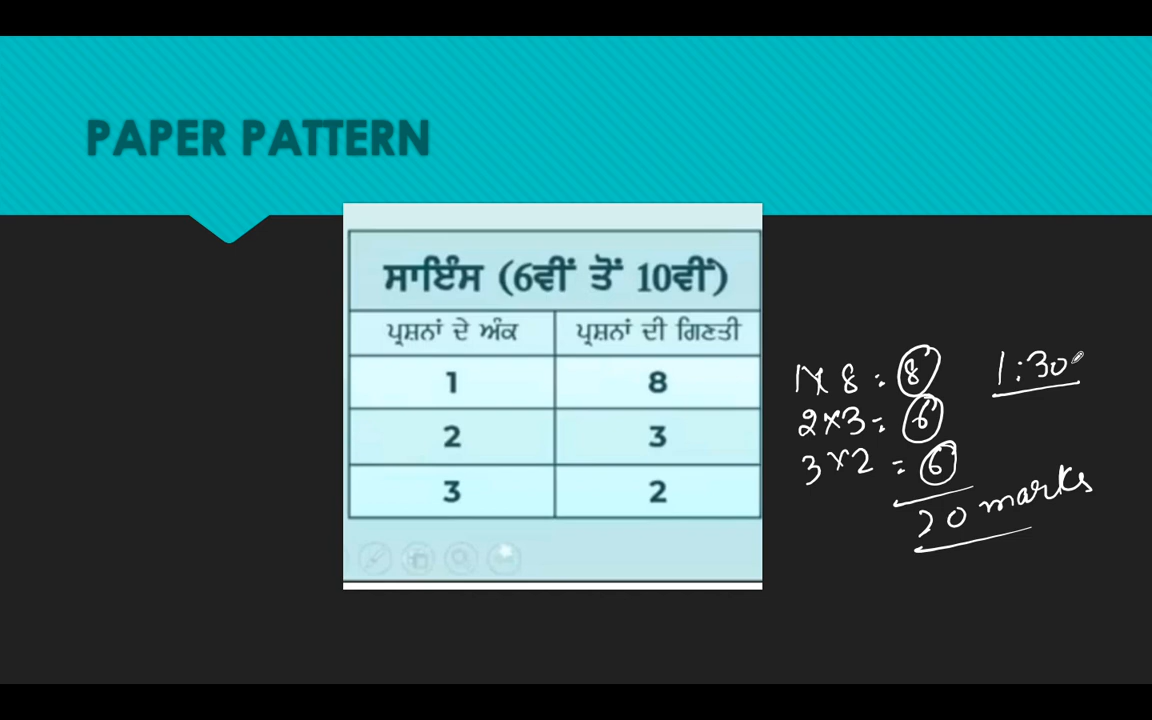 PAPER PATTERN
ਸਾਇੰਸ (6ਵੀਂ ਤੋਂ 10ਵੀਂ)
ਪ੍ਰਸ਼ਨਾਂ ਦੇ ਅੰਕ ਪ੍ਰਸ਼ਨਾਂ ਦੀ ਗਿਣਤੀ
1 8
2 3
3 2
1×8 = 8
2×3 = 6
3×2 = 6
20 marks
1:30